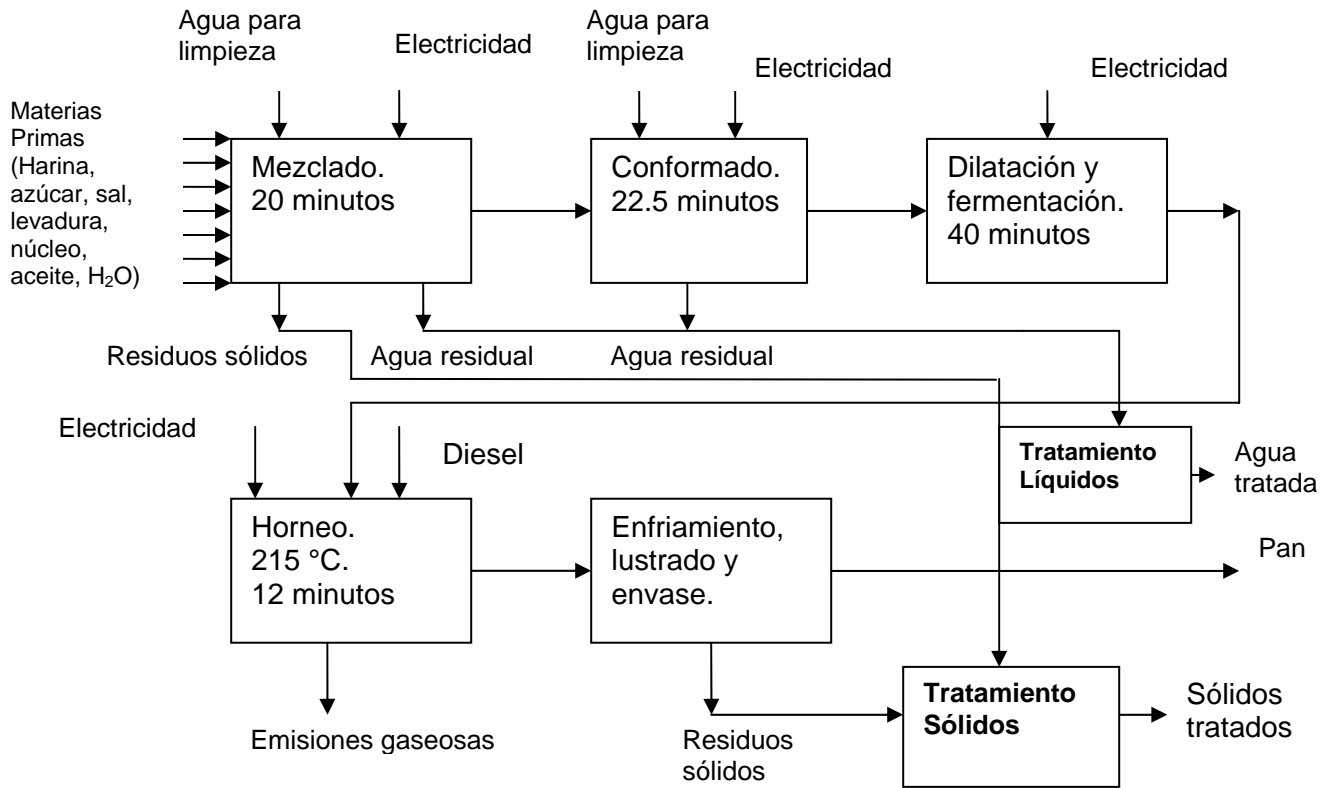 Agua para
limpieza
Electricidad
Agua para
limpieza
Electricidad
Electricidad
Materias
Primas
(Harina,
azúcar, sal,
levadura,
núcleo,
aceite, H₂O)
Mezclado.
20 minutos
Conformado.
22.5 minutos
Dilatación y
fermentación.
40 minutos
Residuos sólidos
Agua residual
Agua residual
Electricidad
Diesel
Tratamiento
Líquidos
Agua
tratada
Horneo.
215 °C.
12 minutos
Enfriamiento,
lustrado y
envase.
Pan
Emisiones gaseosas
Residuos
sólidos
Tratamiento
Sólidos
Sólidos
tratados